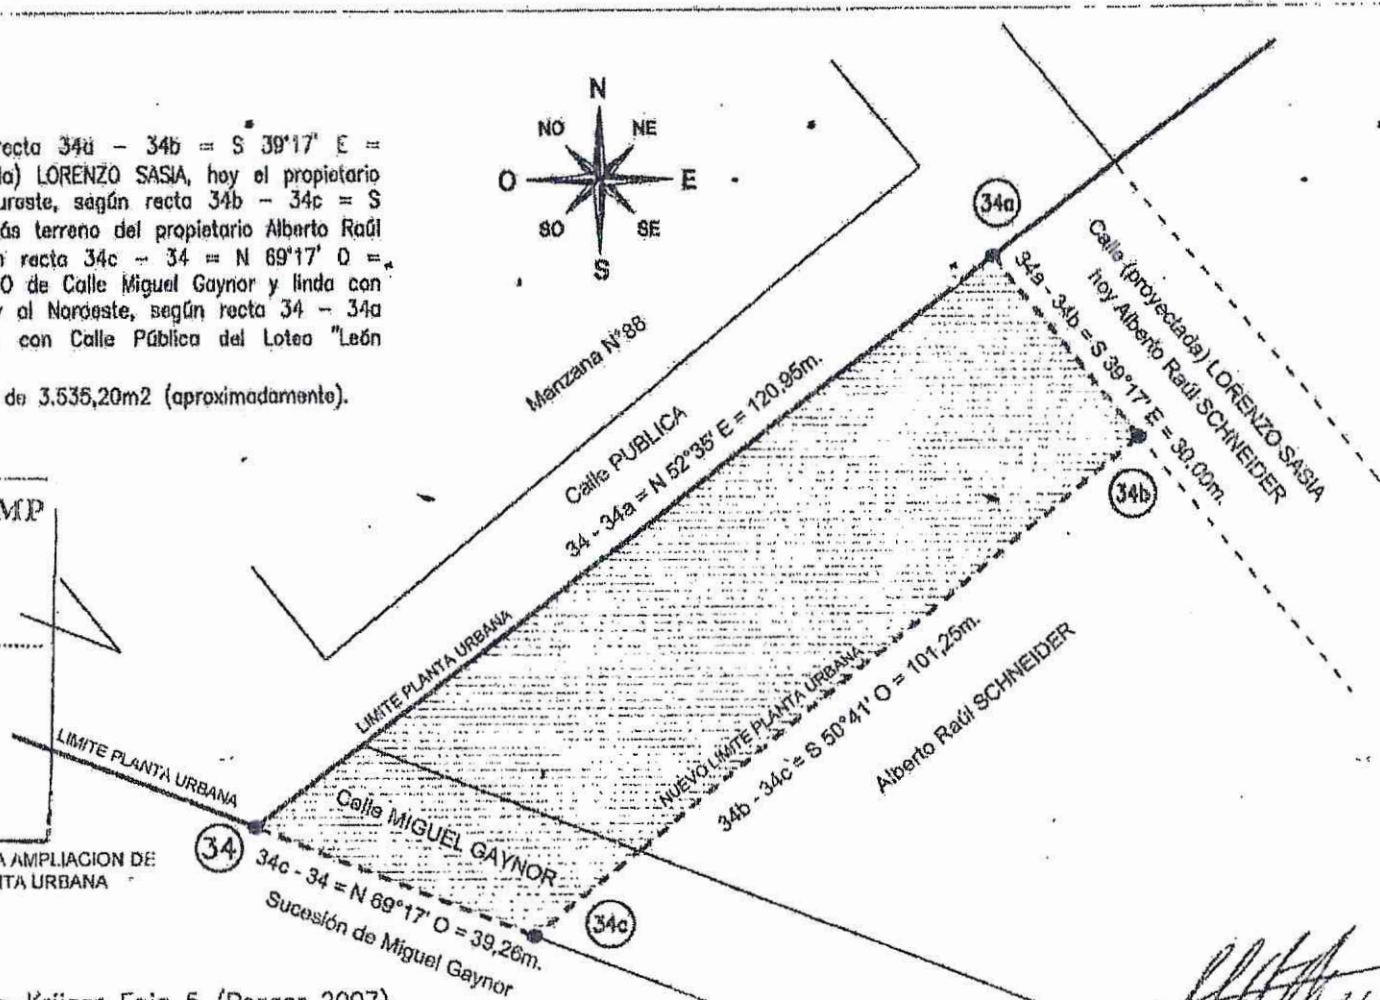 recta 34a - 34b = S 39°17' E =
LORENZO SASIA, hoy el propietario
según recta 34b - 34c = S
terreno del propietario Alberto Raúl
recta 34c - 34 = N 69°17' O =
O de Calle Miguel Gaynor y linda con
al Nordeste, según recta 34 - 34a
con Calle Pública del Loteo "León
de 3.535,20m2 (aproximadamente).
N
NO
NE
O
E
SO
SE
S
34a
Manzana N°88
Calle PUBLICA
34 - 34a = N 52°35' E = 120,95m.
34a - 34b = S 39°17' E = 30,00m.
Calle (proyectada) LORENZO SASIA
hoy Alberto Raúl SCHNEIDER
34b
LIMITE PLANTA URBANA
NUEVO LIMITE PLANTA URBANA
34b - 34c = S 50°41' O = 101,25m.
Alberto Raúl SCHNEIDER
LIMITE PLANTA URBANA
34
Calle MIGUEL GAYNOR
34c - 34 = N 69°17' O = 39,26m.
Sucesión de Miguel Gaynor
34c
MP
AMPLIACION DE
URBANA
(Posgar 2007)